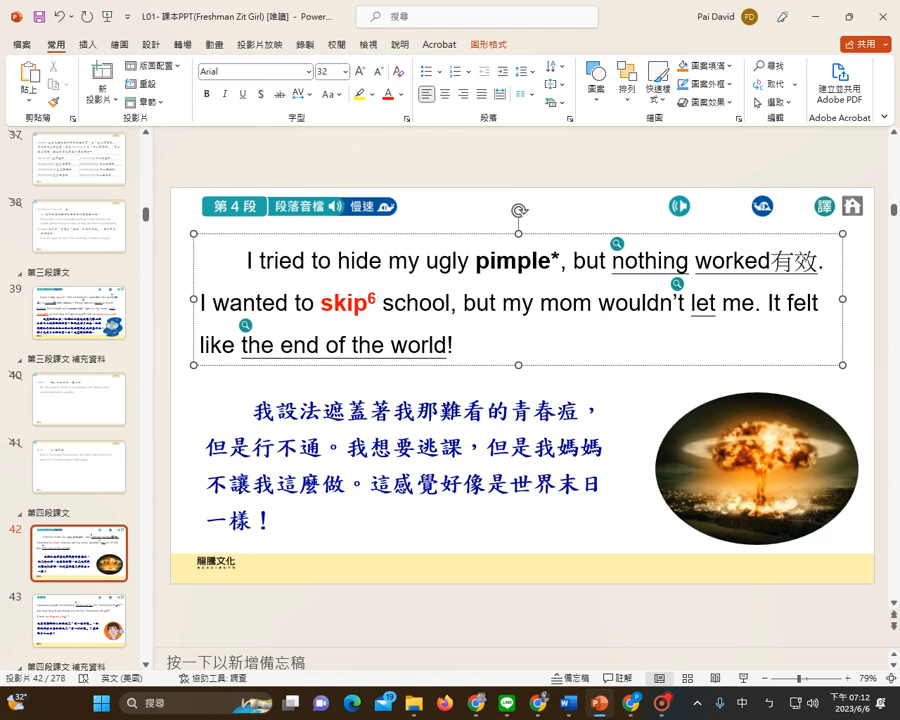 L01- 課本PPT(Freshman Zit Girl) [唯讀] - Power...
搜尋
Pai David
PD
檔案 常用 插入 繪圖 設計 轉場 動畫 投影片放映 錄製 校閱 檢視 說明 Acrobat 圖形格式
共用
貼上
新
投影片
版面配置
重設
章節
Arial
32
B I U S ab AV Aa A
圖案
排列
快速樣
式
圖案填滿
圖案外框
圖案效果
尋找
取代
選取
建立並共用
Adobe PDF
剪貼簿
投影片
字型
段落
繪圖
編輯
Adobe Acrobat
37
38
第三段課文
39
第三段課文 補充資料
40
41
第四段課文
42
43
第四段課文 補充資料
第 4 段
段落音檔
慢速
譯
I tried to hide my ugly pimple*, but nothing worked有效.
I wanted to skip6 school, but my mom wouldn't let me. It felt
like the end of the world!
我設法遮蓋著我那難看的青春痘，
但是行不通。我想要逃課，但是我媽媽
不讓我這麼做。這感覺好像是世界末日
一樣！
龍騰文化
按一下以新增備忘稿
投影片 42 / 278
英文 (美國)
協助工具: 調查
備忘稿
註解
79%
32°
搜尋
19
中
下午 07:12
2023/6/6